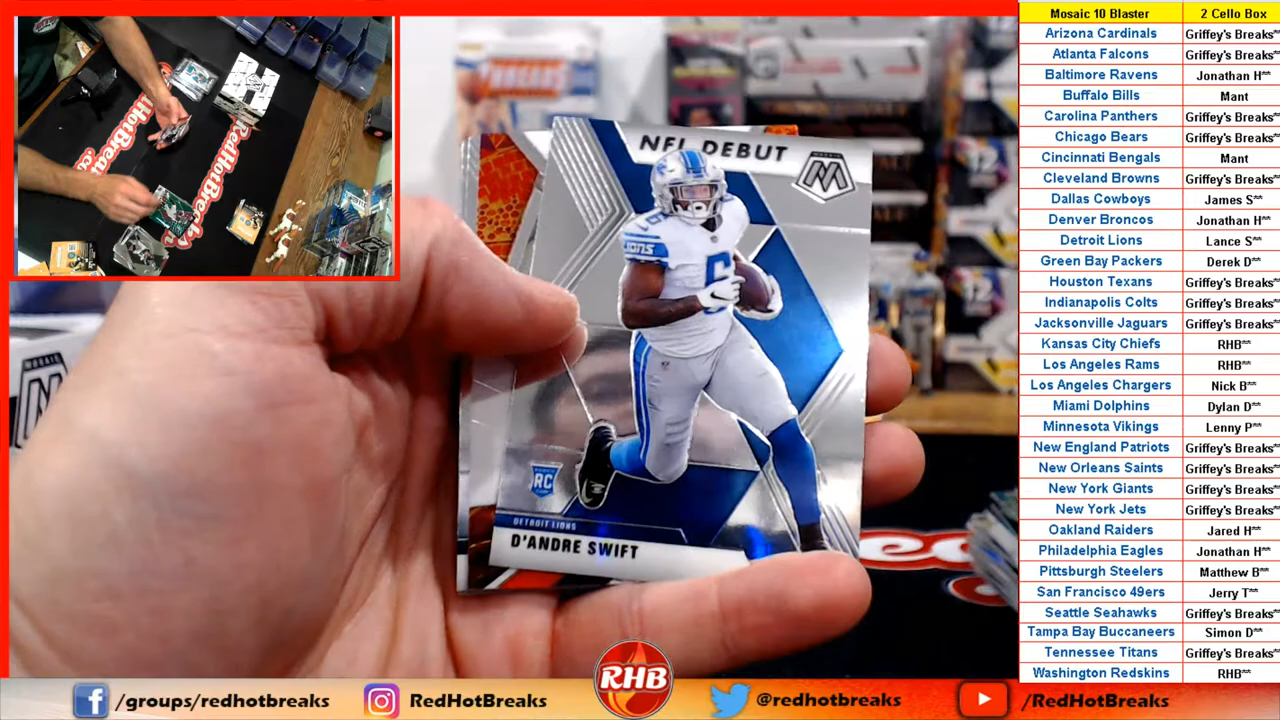 Mosaic 10 Blaster 2 Cello Box
Arizona Cardinals Griffey's Breaks**
Atlanta Falcons Griffey's Breaks**
Baltimore Ravens Jonathan H**
Buffalo Bills Mant
Carolina Panthers Griffey's Breaks**
Chicago Bears Griffey's Breaks**
Cincinnati Bengals Mant
Cleveland Browns Griffey's Breaks**
Dallas Cowboys James S**
Denver Broncos Jonathan H**
Detroit Lions Lance S**
Green Bay Packers Derek D**
Houston Texans Griffey's Breaks**
Indianapolis Colts Griffey's Breaks**
Jacksonville Jaguars Griffey's Breaks**
Kansas City Chiefs RHB**
Los Angeles Rams RHB**
Los Angeles Chargers Nick B**
Miami Dolphins Dylan D**
Minnesota Vikings Lenny P**
New England Patriots Griffey's Breaks**
New Orleans Saints Griffey's Breaks**
New York Giants Griffey's Breaks**
New York Jets Griffey's Breaks**
Oakland Raiders Jared H**
Philadelphia Eagles Jonathan H**
Pittsburgh Steelers Matthew B**
San Francisco 49ers Jerry T**
Seattle Seahawks Griffey's Breaks**
Tampa Bay Buccaneers Simon D**
Tennessee Titans Griffey's Breaks**
Washington Redskins RHB**
RedHotBreaks
NFL DEBUT
MOSAIC
M
LIONS
6
RC
DETROIT LIONS
D'ANDRE SWIFT
MOSAIC
12
12
/groups/redhotbreaks
RedHotBreaks
RHB
@redhotbreaks
/RedHotBreaks